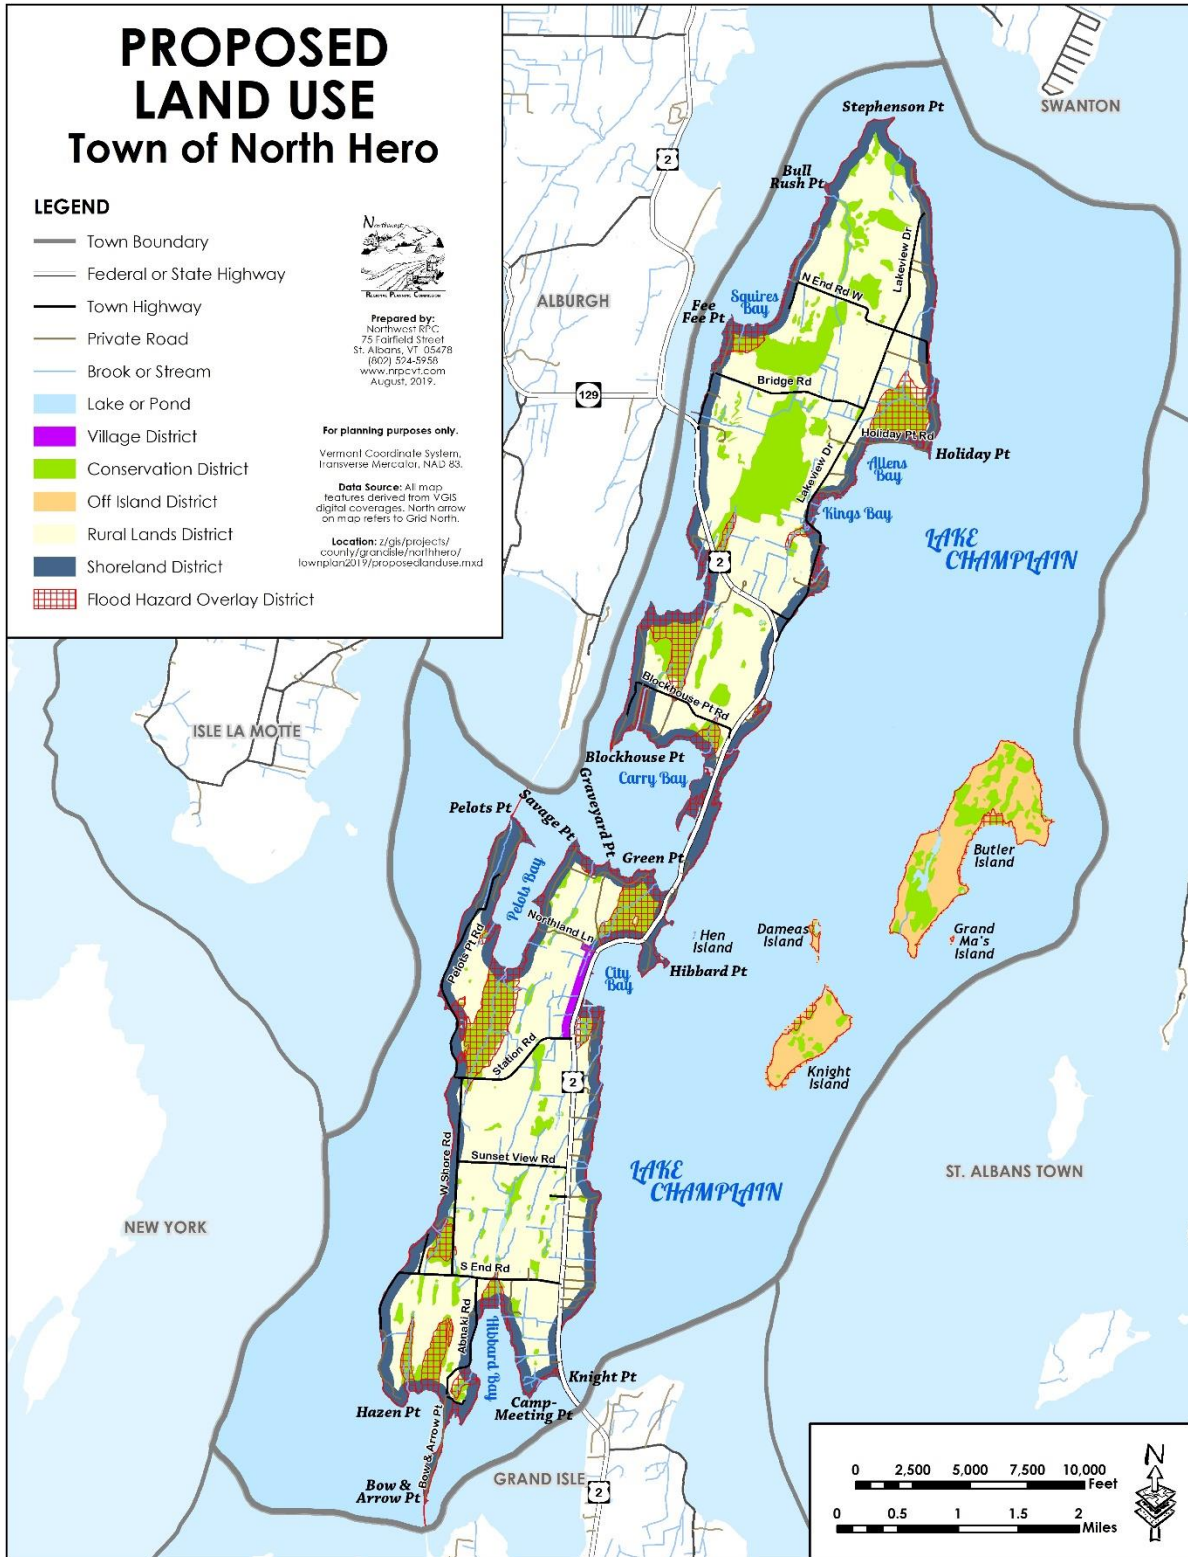 PROPOSED
LAND USE
Town of North Hero
LEGEND
Town Boundary
Federal or State Highway
Town Highway
Private Road
Brook or Stream
Lake or Pond
Village District
Conservation District
Off Island District
Rural Lands District
Shoreland District
Flood Hazard Overlay District
Northwest
REGIONAL PLANNING COMMISSION
Prepared by:
Northwest RPC
75 Fairfield Street
St. Albans, VT 05478
(802) 524-5958
www.nrpcvt.com
August, 2019.
For planning purposes only.
Vermont Coordinate System,
Transverse Mercator, NAD 83.
Data Source: All map
features derived from VGIS
digital coverages. North arrow
on map refers to Grid North.
Location: z/gis/projects/
county/grandisle/northhero/
townplan2019/proposedlanduse.mxd
SWANTON
Stephenson Pt
2
Bull
Rush Pt
Lakeview Dr
N End Rd W
ALBURGH
Squires
Bay
Fee
Fee Pt
129
Bridge Rd
Holiday Pt Rd
Holiday Pt
Allens
Bay
Lakeview Dr
Kings Bay
LAKE
CHAMPLAIN
2
Blockhouse Pt Rd
ISLE LA MOTTE
Blockhouse Pt
Carry Bay
Pelots Pt
Savage Pt
Graveyard Pt
Green Pt
Butler
Island
Pelots Bay
Northland Ln
Pelots Pt Rd
Hen
Island
Dameas
Island
Grand
Ma's
Island
Hibbard Pt
City
Bay
Station Rd
Knight
Island
2
W Shore Rd
Sunset View Rd
LAKE
CHAMPLAIN
ST. ALBANS TOWN
NEW YORK
S End Rd
Abnaki Rd
Hibbard Bay
Knight Pt
Camp-
Meeting Pt
Hazen Pt
Bow & Arrow Pt
Bow &
Arrow Pt
GRAND ISLE
2
N
0 2,500 5,000 7,500 10,000
Feet
0 0.5 1 1.5 2
Miles